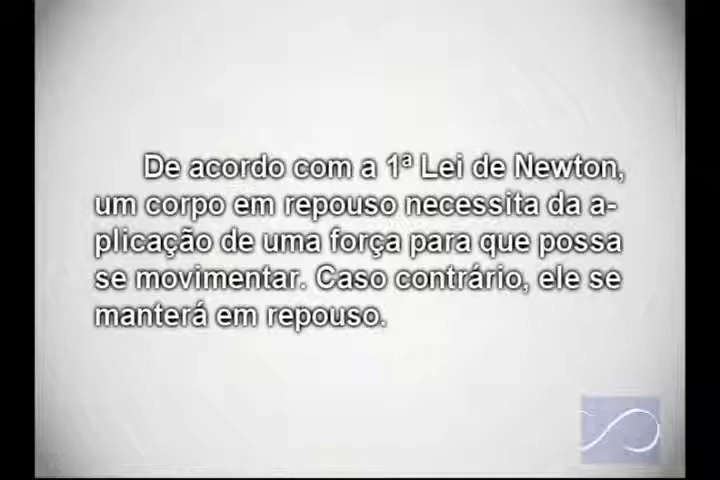 De acordo com a 1ª Lei de Newton,
um corpo em repouso necessita da a-
plicação de uma força para que possa
se movimentar. Caso contrário, ele se
manterá em repouso.